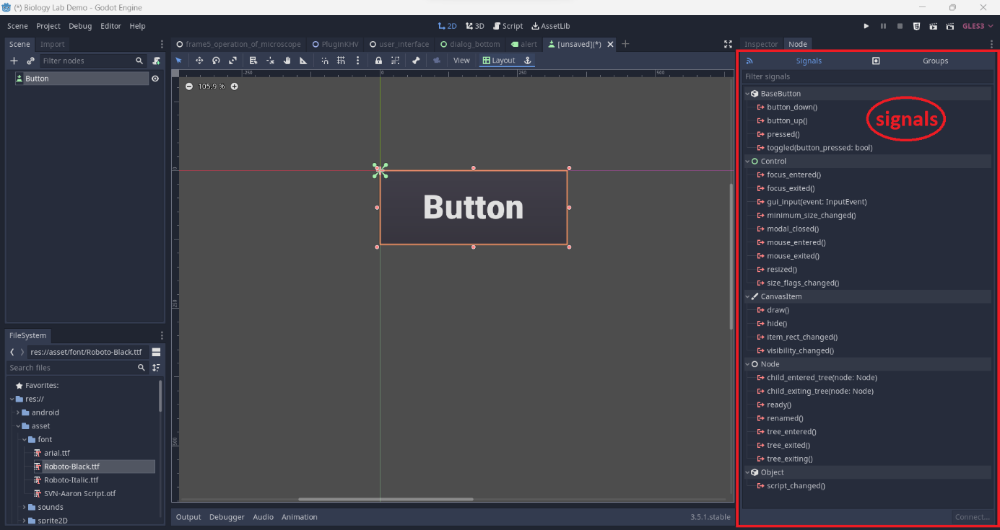 (*) Biology Lab Demo - Godot Engine
Scene Project Debug Editor Help
2D 3D Script AssetLib
GLES3
Scene Import
frame5_operation_of_microscope PluginKHV user_interface dialog_bottom alert [unsaved](*)
Inspector Node
Filter nodes
View Layout
Signals Groups
Filter signals
Button
-250 0 250 500
105.9 %
0
250
500
Button
BaseButton
button_down()
button_up()
pressed()
toggled(button_pressed: bool)
signals
Control
focus_entered()
focus_exited()
gui_input(event: InputEvent)
minimum_size_changed()
modal_closed()
mouse_entered()
mouse_exited()
resized()
size_flags_changed()
CanvasItem
draw()
hide()
item_rect_changed()
visibility_changed()
Node
child_entered_tree(node: Node)
child_exiting_tree(node: Node)
ready()
renamed()
tree_entered()
tree_exited()
tree_exiting()
Object
script_changed()
Connect...
FileSystem
res://asset/font/Roboto-Black.ttf
Search files
Favorites:
res://
android
asset
font
arial.ttf
Roboto-Black.ttf
Roboto-Italic.ttf
SVN-Aaron Script.otf
sounds
sprite2D
Output Debugger Audio Animation
3.5.1.stable